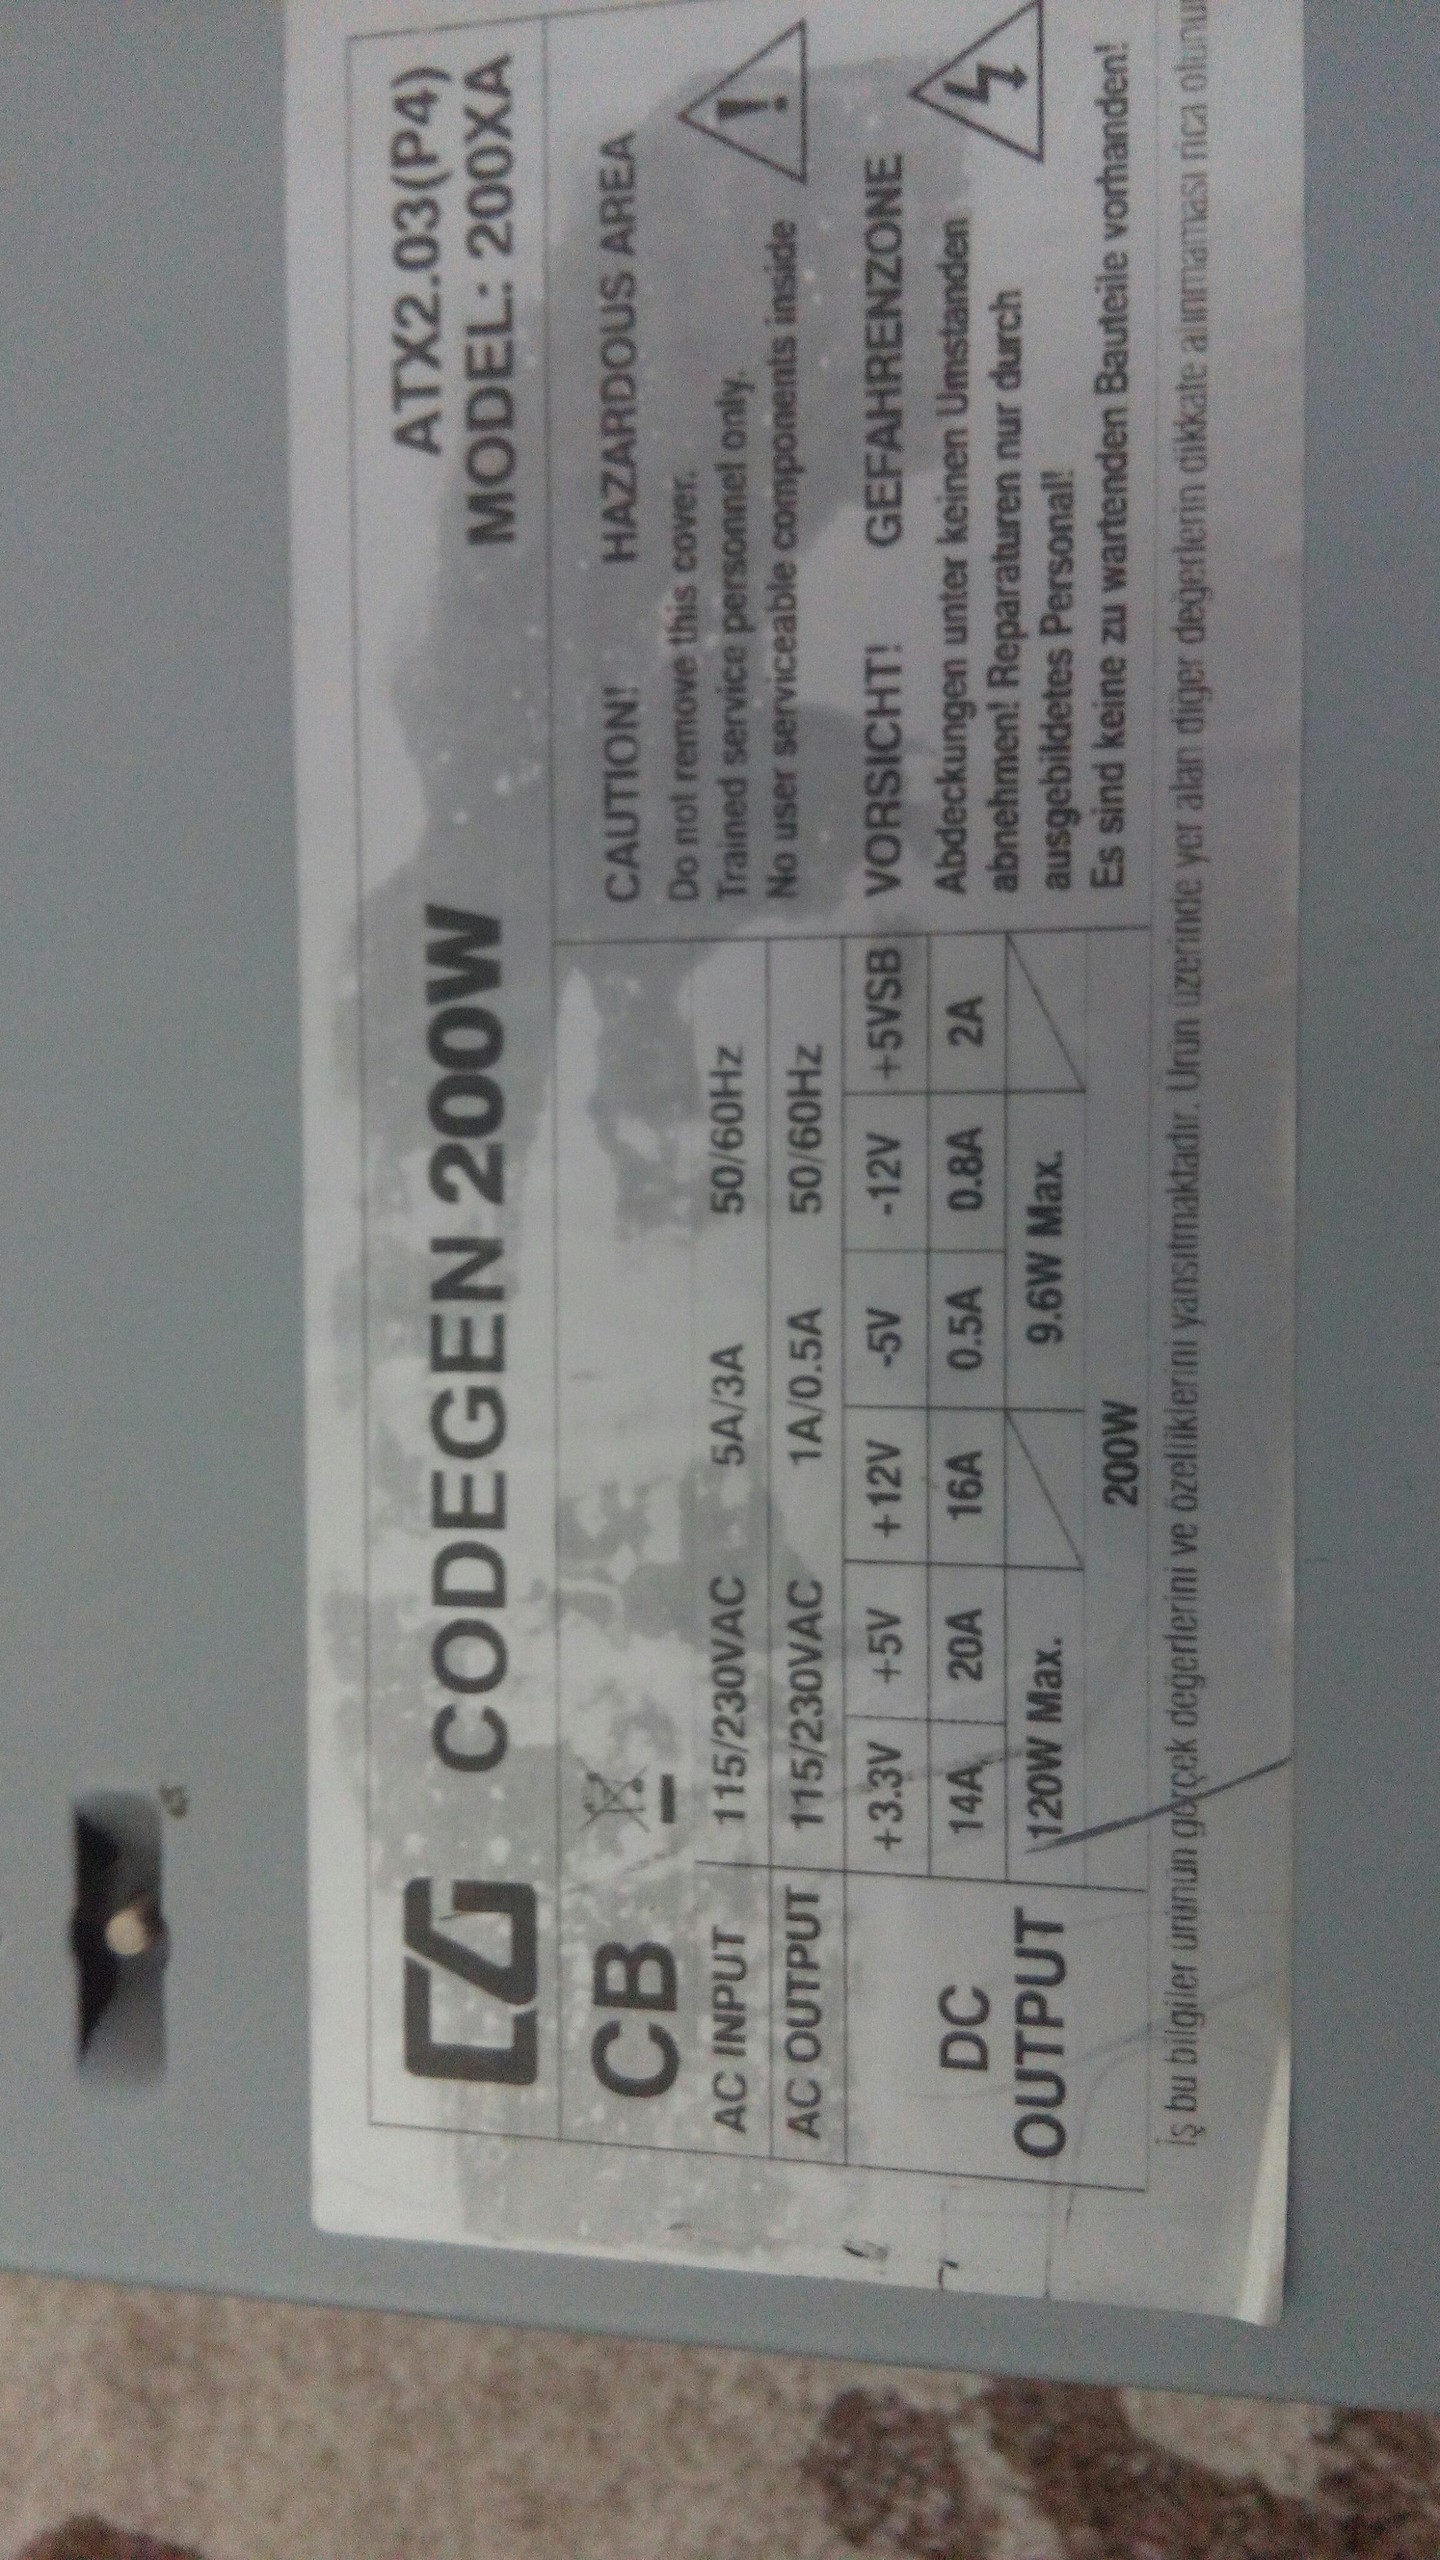 CG CODEGEN 200W
ATX2.03(P4)
MODEL: 200XA
CB
AC INPUT 115/230VAC 5A/3A 50/60Hz
AC OUTPUT 115/230VAC 1A/0.5A 50/60Hz
DC OUTPUT
+3.3V +5V +12V -5V -12V +5VSB
14A 20A 16A 0.5A 0.8A 2A
120W Max. 9.6W Max.
200W
CAUTION! HAZARDOUS AREA
Do not remove this cover.
Trained service personnel only.
No user serviceable components inside
VORSICHT! GEFAHRENZONE
Abdeckungen unter keinen Umstanden
abnehmen! Reparaturen nur durch
ausgebildetes Personal!
Es sind keine zu wartenden Bauteile vorhanden!
İş bu bilgiler ürünün gerçek değerlerini ve özelliklerini yansıtmaktadır. Ürün üzerinde yer alan diğer değerlerin dikkate alınmaması rica olunur